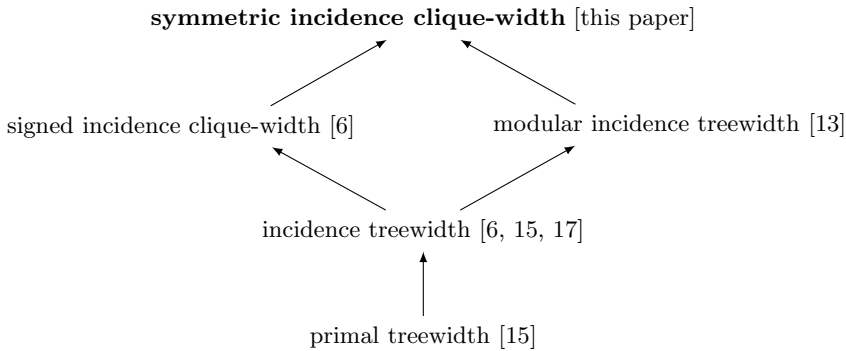 symmetric incidence clique-width [this paper]
signed incidence clique-width [6]
modular incidence treewidth [13]
incidence treewidth [6, 15, 17]
primal treewidth [15]